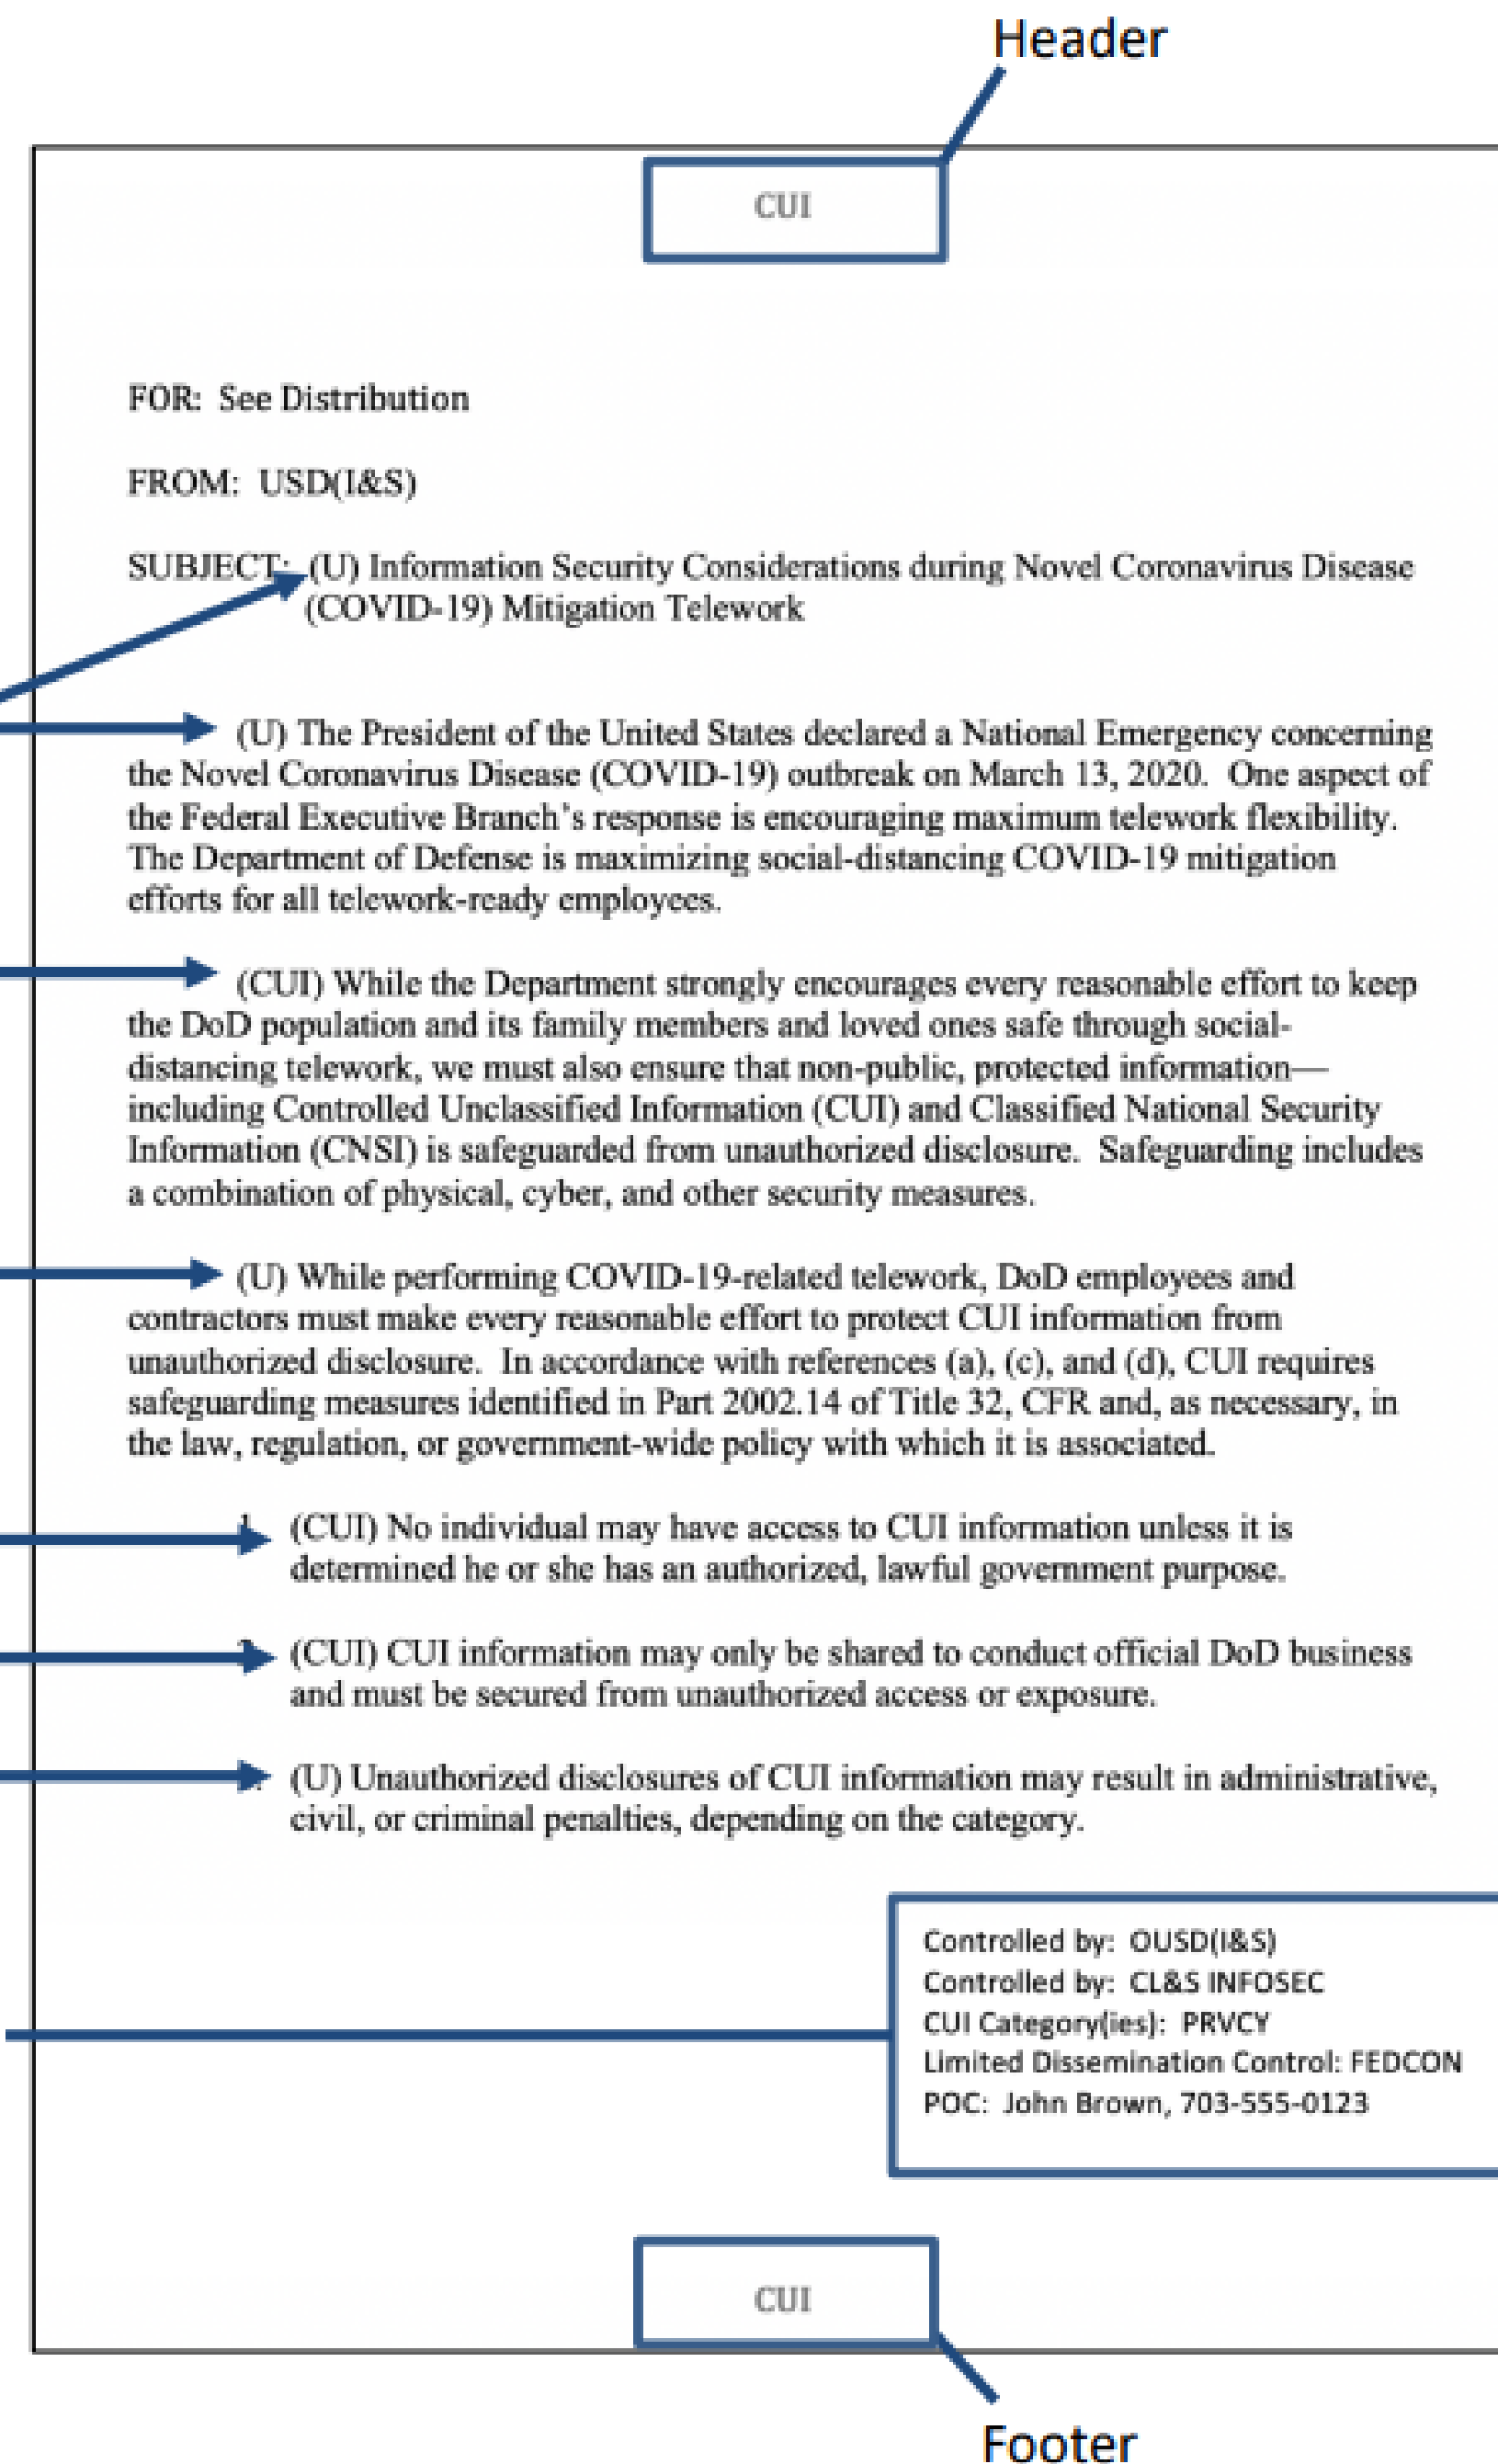 Header
CUI
FOR: See Distribution
FROM: USD(I&S)
SUBJECT: (U) Information Security Considerations during Novel Coronavirus Disease
(COVID-19) Mitigation Telework
(U) The President of the United States declared a National Emergency concerning
the Novel Coronavirus Disease (COVID-19) outbreak on March 13, 2020. One aspect of
the Federal Executive Branch's response is encouraging maximum telework flexibility.
The Department of Defense is maximizing social-distancing COVID-19 mitigation
efforts for all telework-ready employees.
(CUI) While the Department strongly encourages every reasonable effort to keep
the DoD population and its family members and loved ones safe through social-
distancing telework, we must also ensure that non-public, protected information—
including Controlled Unclassified Information (CUI) and Classified National Security
Information (CNSI) is safeguarded from unauthorized disclosure. Safeguarding includes
a combination of physical, cyber, and other security measures.
(U) While performing COVID-19-related telework, DoD employees and
contractors must make every reasonable effort to protect CUI information from
unauthorized disclosure. In accordance with references (a), (c), and (d), CUI requires
safeguarding measures identified in Part 2002.14 of Title 32, CFR and, as necessary, in
the law, regulation, or government-wide policy with which it is associated.
(CUI) No individual may have access to CUI information unless it is
determined he or she has an authorized, lawful government purpose.
(CUI) CUI information may only be shared to conduct official DoD business
and must be secured from unauthorized access or exposure.
(U) Unauthorized disclosures of CUI information may result in administrative,
civil, or criminal penalties, depending on the category.
Controlled by: OUSD(I&S)
Controlled by: CL&S INFOSEC
CUI Category(ies): PRVCY
Limited Dissemination Control: FEDCON
POC: John Brown, 703-555-0123
CUI
Footer